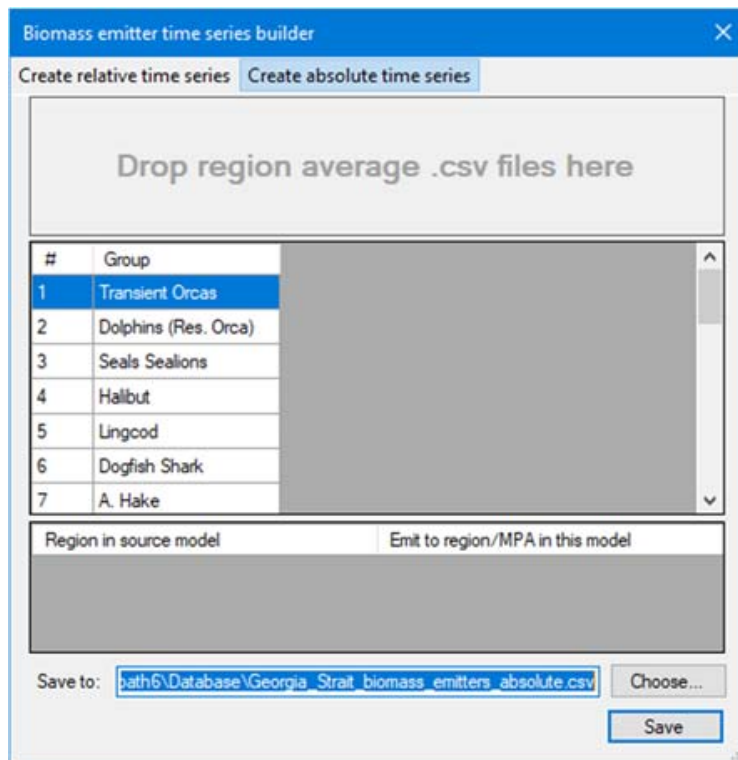 Biomass emitter time series builder
Create relative time series Create absolute time series
Drop region average .csv files here
# Group
1 Transient Orcas
2 Dolphins (Res. Orca)
3 Seals Sealions
4 Halibut
5 Lingcod
6 Dogfish Shark
7 A. Hake
Region in source model Emit to region/MPA in this model
Save to: path6\Database\Georgia_Strait_biomass_emitters_absolute.csv Choose...
Save